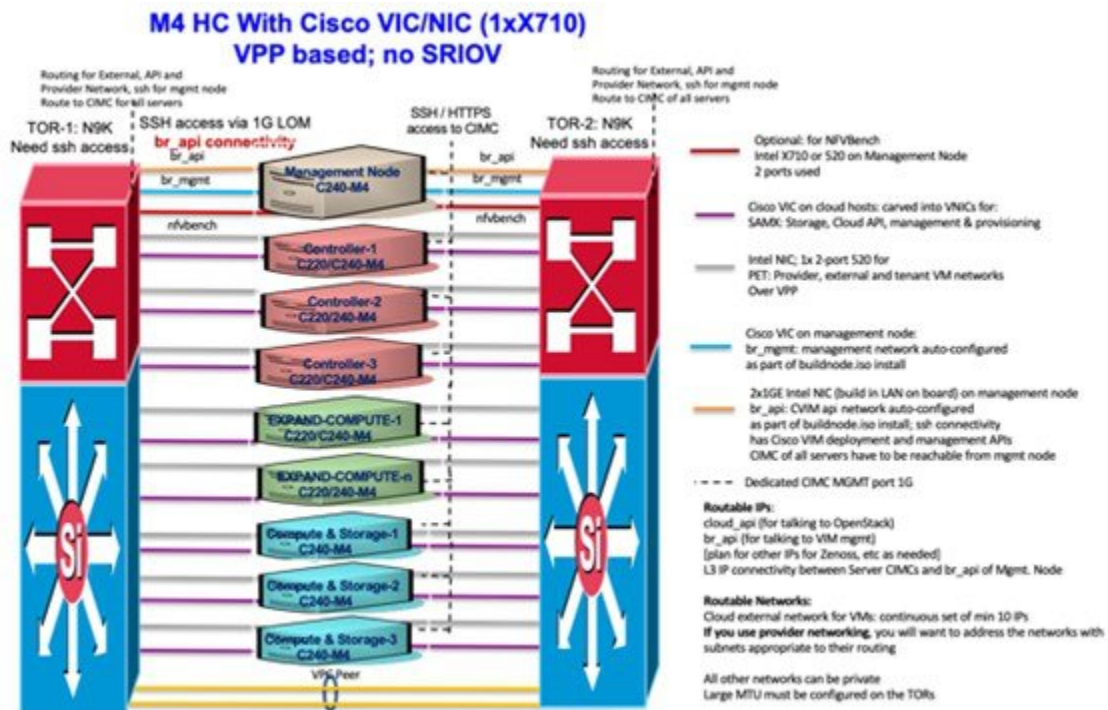 M4 HC With Cisco VIC/NIC (1xX710)
VPP based; no SRIOV
Routing for External, API and
Provider Network, ssh for mgmt node
Route to CIMC for all servers
TOR-1: N9K
Need ssh access
SSH access via 1G LOM
br_api connectivity
SSH / HTTPS
access to CIMC
Routing for External, API and
Provider Network, ssh for mgmt node
Route to CIMC of all servers
TOR-2: N9K
Need ssh access
br_api
br_mgmt
nfvbench
Management Node
C240-M4
br_api
br_mgmt
nfvbench
Controller-1
C220/C240-M4
Controller-2
C220/240-M4
Controller-3
C220/C240-M4
EXPAND-COMPUTE-1
C220/C240-M4
EXPAND-COMPUTE-n
C220/240-M4
Compute & Storage-1
C240-M4
Compute & Storage-2
C240-M4
Compute & Storage-3
C240-M4
VPC Peer
Si
Si
Optional: for NFVBench
Intel X710 or 520 on Management Node
2 ports used
Cisco VIC on cloud hosts: carved into VNICs for:
SAMX: Storage, Cloud API, management & provisioning
Intel NIC; 1x 2-port 520 for
PET: Provider, external and tenant VM networks
Over VPP
Cisco VIC on management node:
br_mgmt: management network auto-configured
as part of buildnode.iso install
2x1GE Intel NIC (build in LAN on board) on management node
br_api: CVIM api network auto-configured
as part of buildnode.iso install; ssh connectivity
has Cisco VIM deployment and management APIs
CIMC of all servers have to be reachable from mgmt node
Dedicated CIMC MGMT port 1G
Routable IPs:
cloud_api (for talking to OpenStack)
br_api (for talking to VIM mgmt)
[plan for other IPs for Zenoss, etc as needed]
L3 IP connectivity between Server CIMCs and br_api of Mgmt. Node
Routable Networks:
Cloud external network for VMs: continuous set of min 10 IPs
If you use provider networking, you will want to address the networks with
subnets appropriate to their routing
All other networks can be private
Large MTU must be configured on the TORs